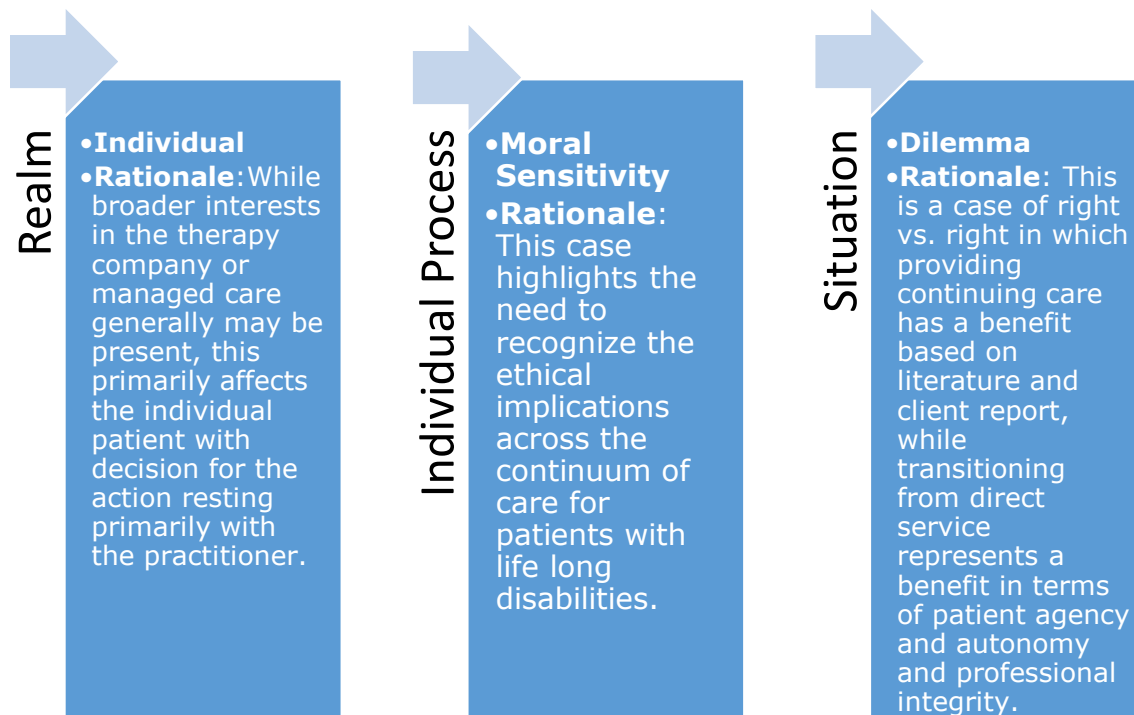 Realm
•Individual
•Rationale:While
broader interests
in the therapy
company or
managed care
generally may be
present, this
primarily affects
the individual
patient with
decision for the
action resting
primarily with
the practitioner.
Individual Process
•Moral
Sensitivity
•Rationale:
This case
highlights the
need to
recognize the
ethical
implications
across the
continuum of
care for
patients with
life long
disabilities.
Situation
•Dilemma
•Rationale: This
is a case of right
vs. right in which
providing
continuing care
has a benefit
based on
literature and
client report,
while
transitioning
from direct
service
represents a
benefit in terms
of patient agency
and autonomy
and professional
integrity.